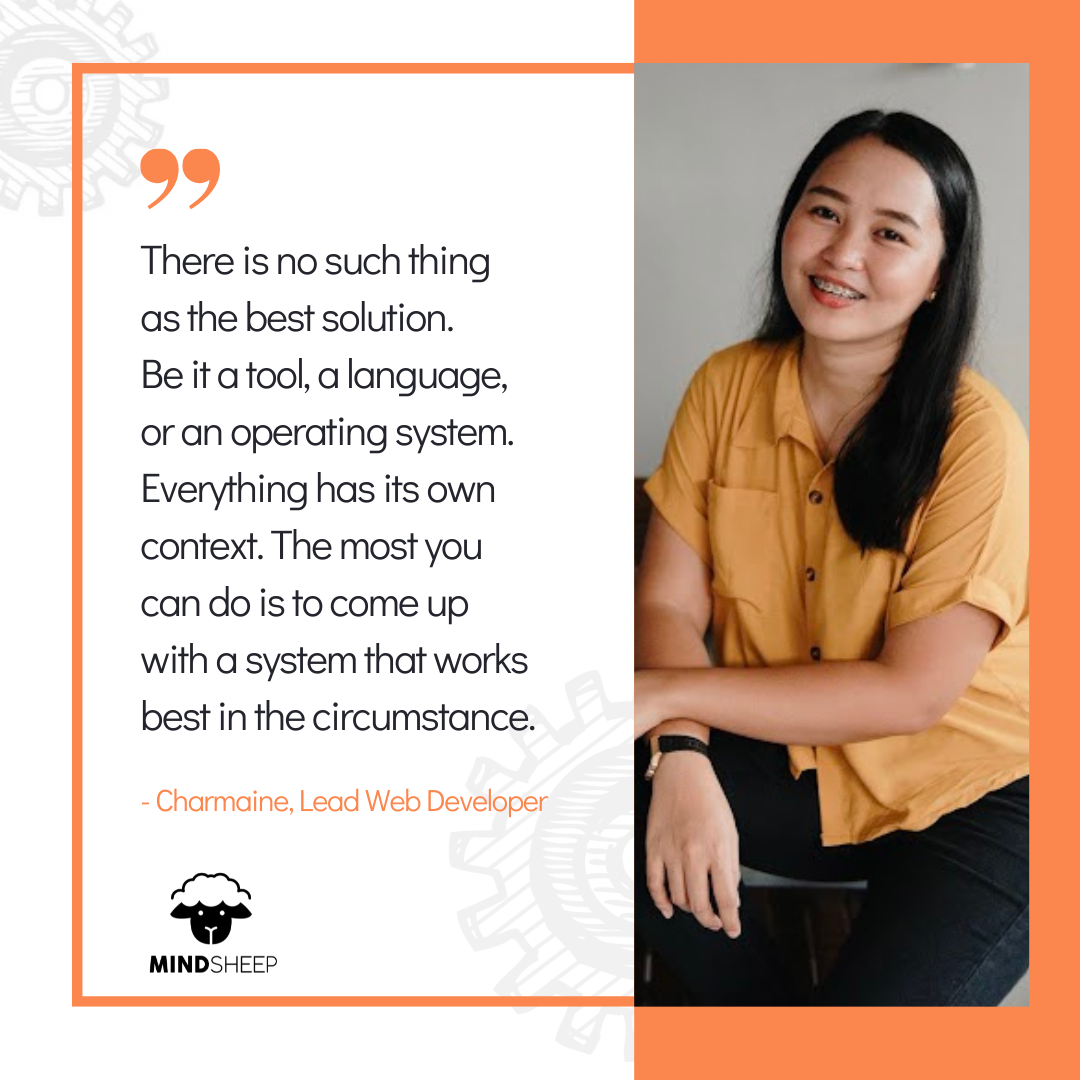 There is no such thing
as the best solution.
Be it a tool, a language,
or an operating system.
Everything has its own
context. The most you
can do is to come up
with a system that works
best in the circumstance.
- Charmaine, Lead Web Developer
MINDSHEEP